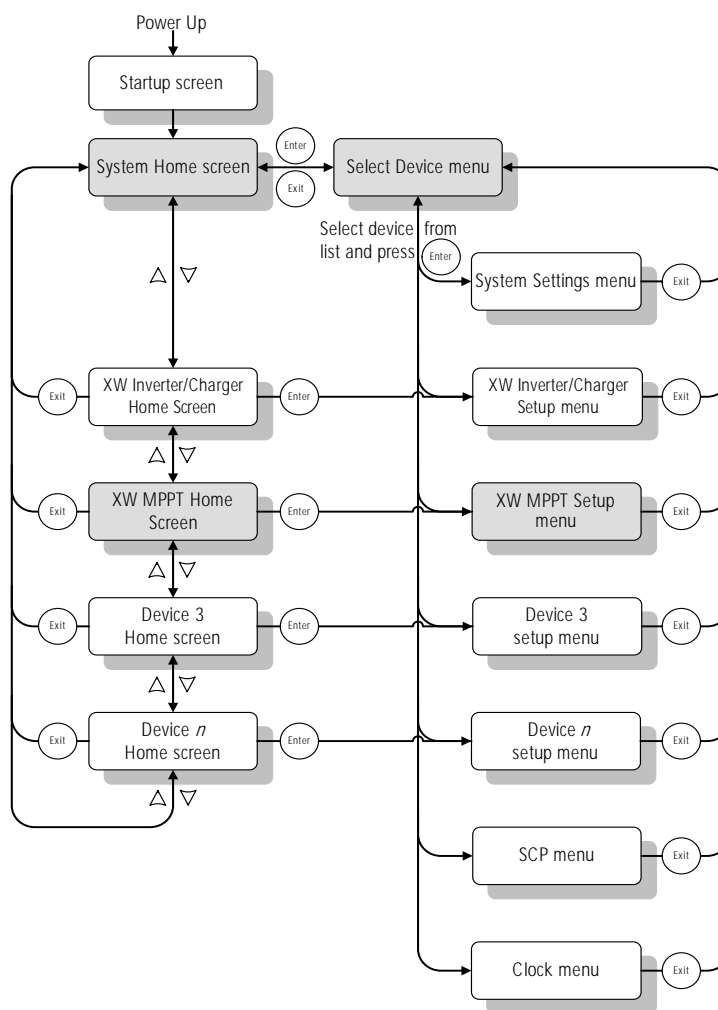 Power Up
Startup screen
System Home screen
Enter
Exit
Select Device menu
Select device from
list and press
Enter
System Settings menu
Exit
Exit
XW Inverter/Charger
Home Screen
Enter
XW Inverter/Charger
Setup menu
Exit
Exit
XW MPPT Home
Screen
Enter
XW MPPT Setup
menu
Exit
Exit
Device 3
Home screen
Enter
Device 3
setup menu
Exit
Exit
Device n
Home screen
Enter
Device n
setup menu
Exit
SCP menu
Exit
Clock menu
Exit